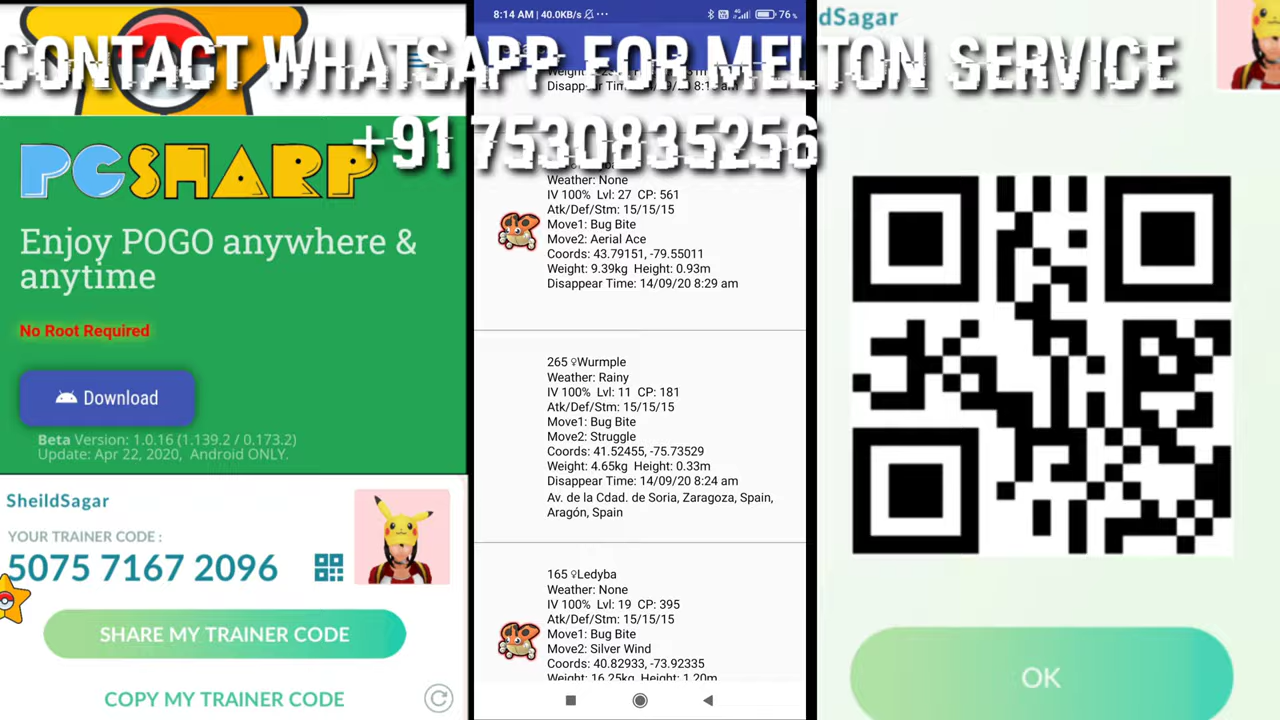 CONTACT WHATSAPP FOR MELTON SERVICE
+91 7530835256
PGSHARP
Enjoy POGO anywhere &
anytime
No Root Required
Download
Beta Version: 1.0.16 (1.139.2 / 0.173.2)
Update: Apr 22, 2020, Android ONLY.
SheildSagar
YOUR TRAINER CODE :
5075 7167 2096
SHARE MY TRAINER CODE
COPY MY TRAINER CODE
8:14 AM | 40.0KB/s
76%
Disappear Time:
Weather: None
IV 100% Lvl: 27 CP: 561
Atk/Def/Stm: 15/15/15
Move1: Bug Bite
Move2: Aerial Ace
Coords: 43.79151, -79.55011
Weight: 9.39kg Height: 0.93m
Disappear Time: 14/09/20 8:29 am
265 ♀Wurmple
Weather: Rainy
IV 100% Lvl: 11 CP: 181
Atk/Def/Stm: 15/15/15
Move1: Bug Bite
Move2: Struggle
Coords: 41.52455, -75.73529
Weight: 4.65kg Height: 0.33m
Disappear Time: 14/09/20 8:24 am
Av. de la Cdad. de Soria, Zaragoza, Spain,
Aragón, Spain
165 ♀Ledyba
Weather: None
IV 100% Lvl: 19 CP: 395
Atk/Def/Stm: 15/15/15
Move1: Bug Bite
Move2: Silver Wind
Coords: 40.82933, -73.92335
Weight: 16.25kg Height: 1.20m
dSagar
OK